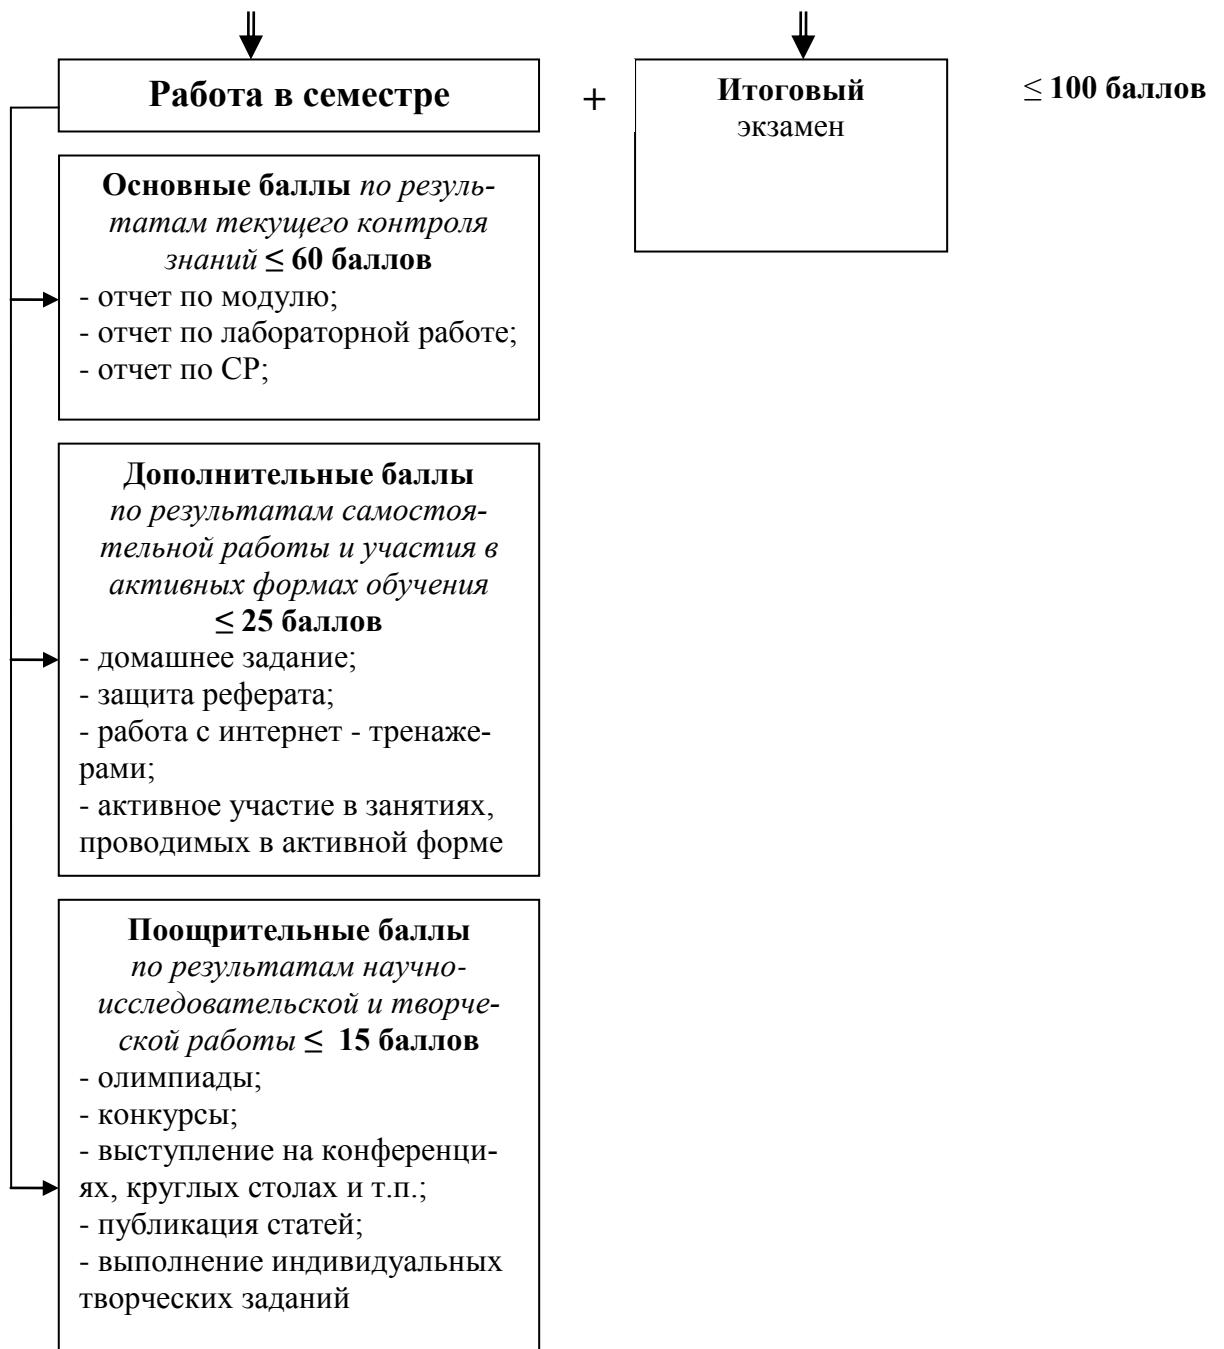 Работа в семестре
+
Итоговый
экзамен
≤ 100 баллов
Основные баллы по резуль-
татам текущего контроля
знаний ≤ 60 баллов
- отчет по модулю;
- отчет по лабораторной работе;
- отчет по СР;
Дополнительные баллы
по результатам самостоя-
тельной работы и участия в
активных формах обучения
≤ 25 баллов
- домашнее задание;
- защита реферата;
- работа с интернет - тренаже-
рами;
- активное участие в занятиях,
проводимых в активной форме
Поощрительные баллы
по результатам научно-
исследовательской и творче-
ской работы ≤ 15 баллов
- олимпиады;
- конкурсы;
- выступление на конференци-
ях, круглых столах и т.п.;
- публикация статей;
- выполнение индивидуальных
творческих заданий